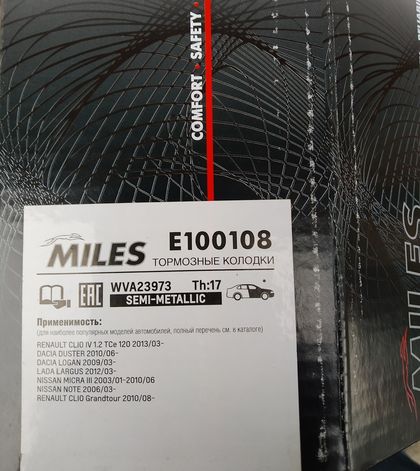 COMFORT • SAFETY
MILES
E100108
ТОРМОЗНЫЕ КОЛОДКИ
EAC
WVA23973 Th:17
SEMI-METALLIC
Применимость:
(для наиболее популярных моделей автомобилей, полный перечень см. в каталоге)
RENAULT CLIO IV 1.2 TCe 120 2013/03-
DACIA DUSTER 2010/06-
DACIA LOGAN 2009/03-
LADA LARGUS 2012/03-
NISSAN MICRA III 2003/01-2010/06
NISSAN NOTE 2006/03-
RENAULT CLIO Grandtour 2010/08-
MILES